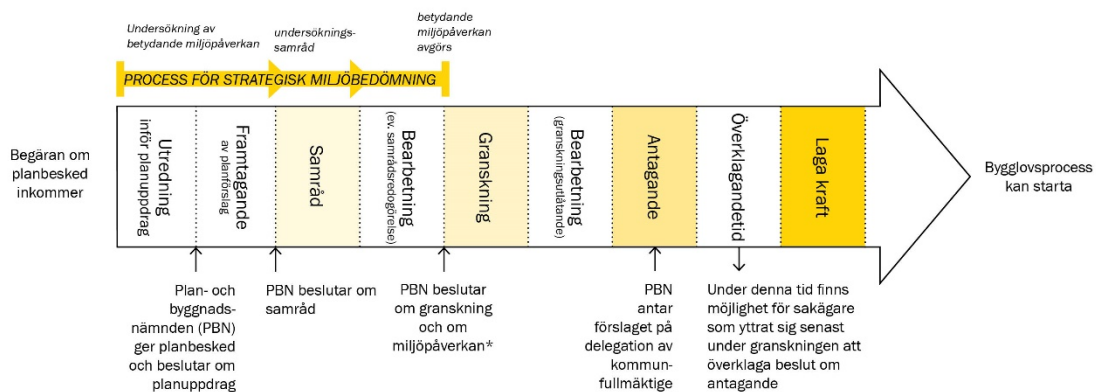 Undersökning av
betydande miljöpåverkan
undersöknings-
samråd
betydande
miljöpåverkan
avgörs
PROCESS FÖR STRATEGISK MILJÖBEDÖMNING
Begäran om
planbesked
inkommer
Utredning
inför planuppdrag
Framtagande
av planförslag
Samråd
Bearbetning
(ev. samrådsredogörelse)
Granskning
Bearbetning
(granskningsutlåtande)
Antagande
Överklagandetid
Laga kraft
Bygglovsprocess
kan starta
Plan- och
byggnads-
nämnden (PBN)
ger planbesked
och beslutar om
planuppdrag
PBN beslutar om
samråd
PBN beslutar
om granskning
och om
miljöpåverkan*
PBN
antar
förslaget på
delegation av
kommun-
fullmäktige
Under denna tid finns
möjlighet för sakägare
som yttrat sig senast
under granskningen att
överklaga beslut om
antagande